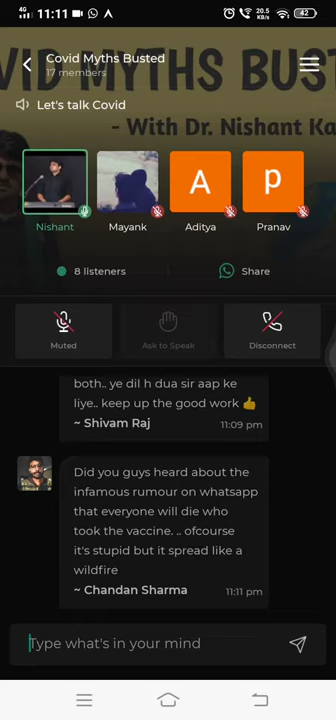 4G 11:11 20.5 KB/s 42
VID MYTHS BUST
Covid Myths Busted
17 members
Let's talk Covid
- With Dr. Nishant Ka
A
p
Nishant
Mayank
Aditya
Pranav
8 listeners
Share
Muted
Ask to Speak
Disconnect
both.. ye dil h dua sir aap ke
liye.. keep up the good work 👍
~ Shivam Raj
11:09 pm
Did you guys heard about the
infamous rumour on whatsapp
that everyone will die who
took the vaccine. .. ofcourse
it's stupid but it spread like a
wildfire
~ Chandan Sharma
11:11 pm
Type what's in your mind